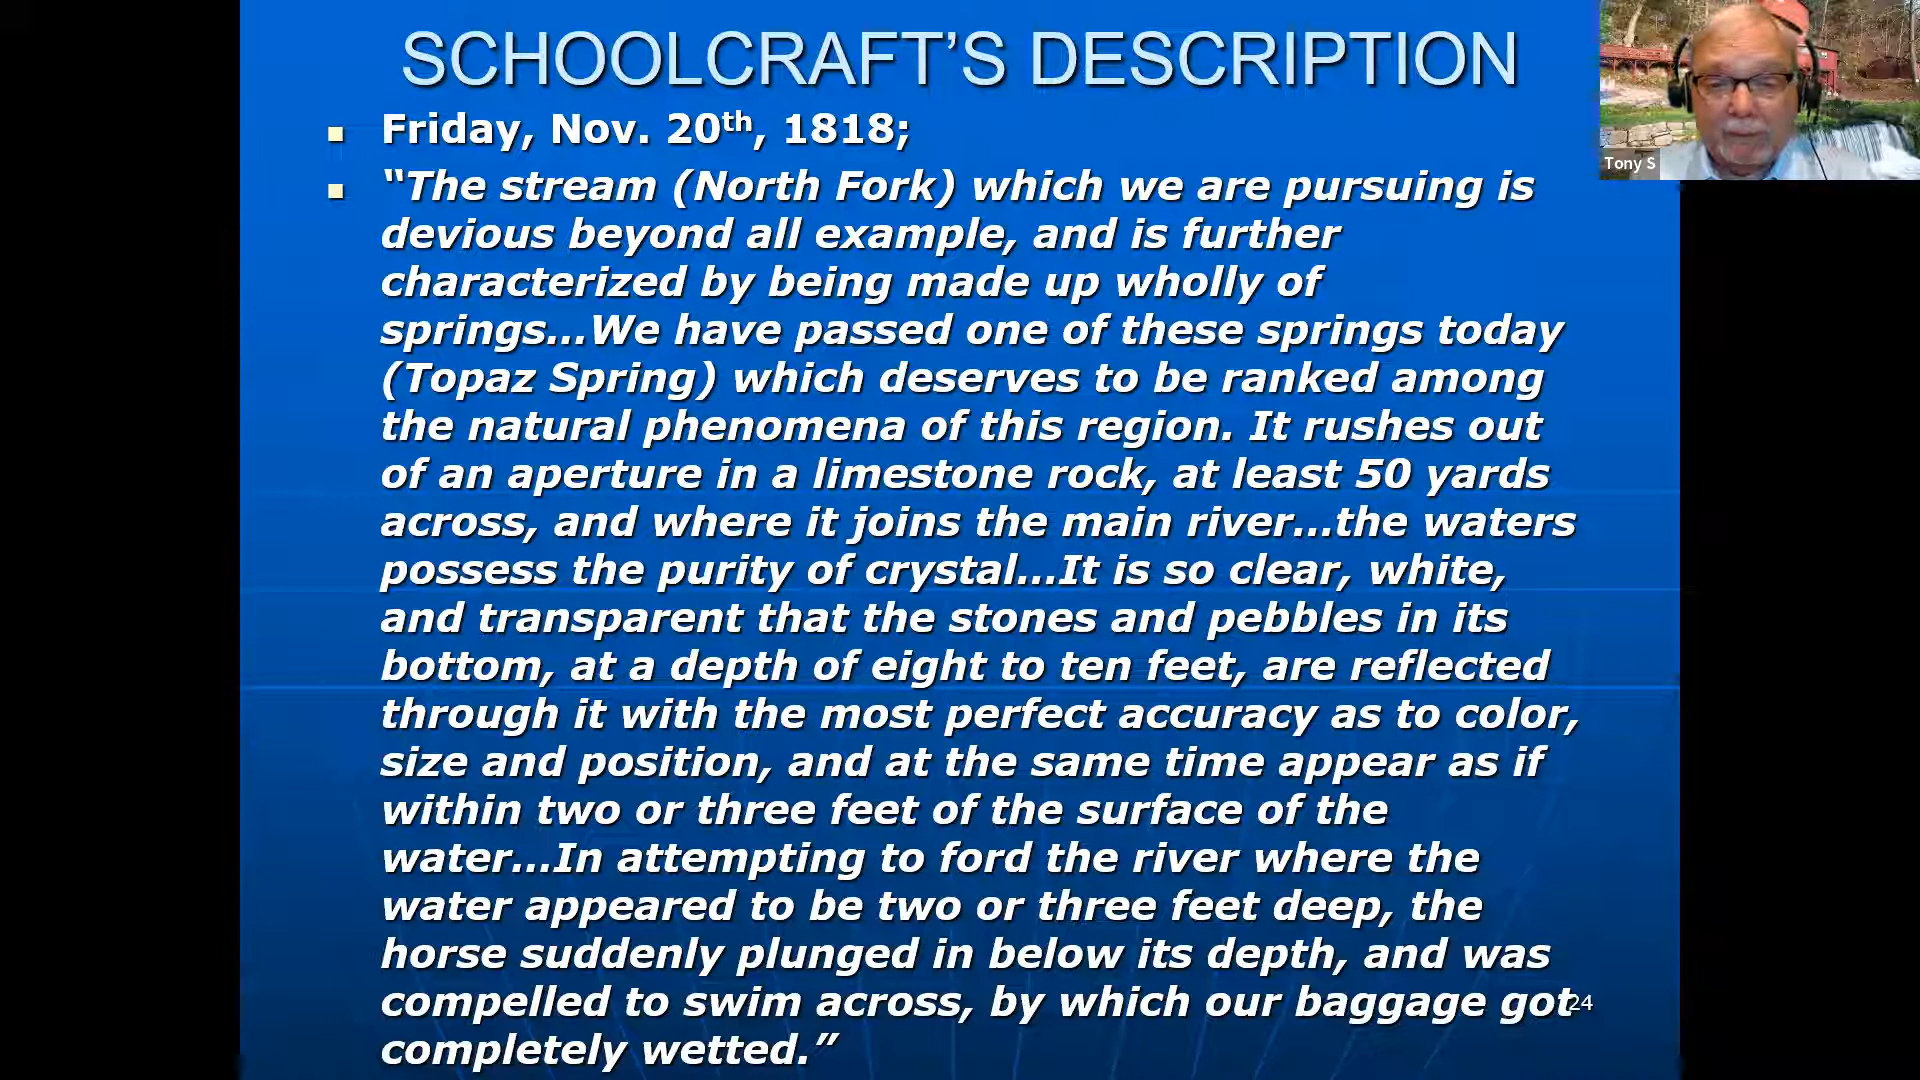 SCHOOLCRAFT’S DESCRIPTION
Friday, Nov. 20th, 1818;
“The stream (North Fork) which we are pursuing is
devious beyond all example, and is further
characterized by being made up wholly of
springs…We have passed one of these springs today
(Topaz Spring) which deserves to be ranked among
the natural phenomena of this region. It rushes out
of an aperture in a limestone rock, at least 50 yards
across, and where it joins the main river…the waters
possess the purity of crystal…It is so clear, white,
and transparent that the stones and pebbles in its
bottom, at a depth of eight to ten feet, are reflected
through it with the most perfect accuracy as to color,
size and position, and at the same time appear as if
within two or three feet of the surface of the
water…In attempting to ford the river where the
water appeared to be two or three feet deep, the
horse suddenly plunged in below its depth, and was
compelled to swim across, by which our baggage got
completely wetted.”
24
Tony S